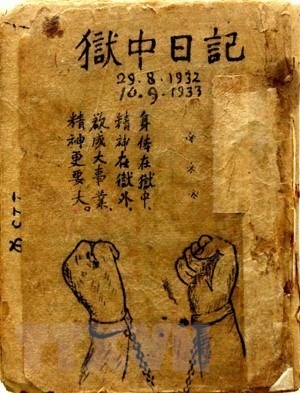 獄中日記
29.8.1932
10.9.1933
身体在獄中、
精神在獄外、
欲成大事業、
精神更要大。
TTXVN